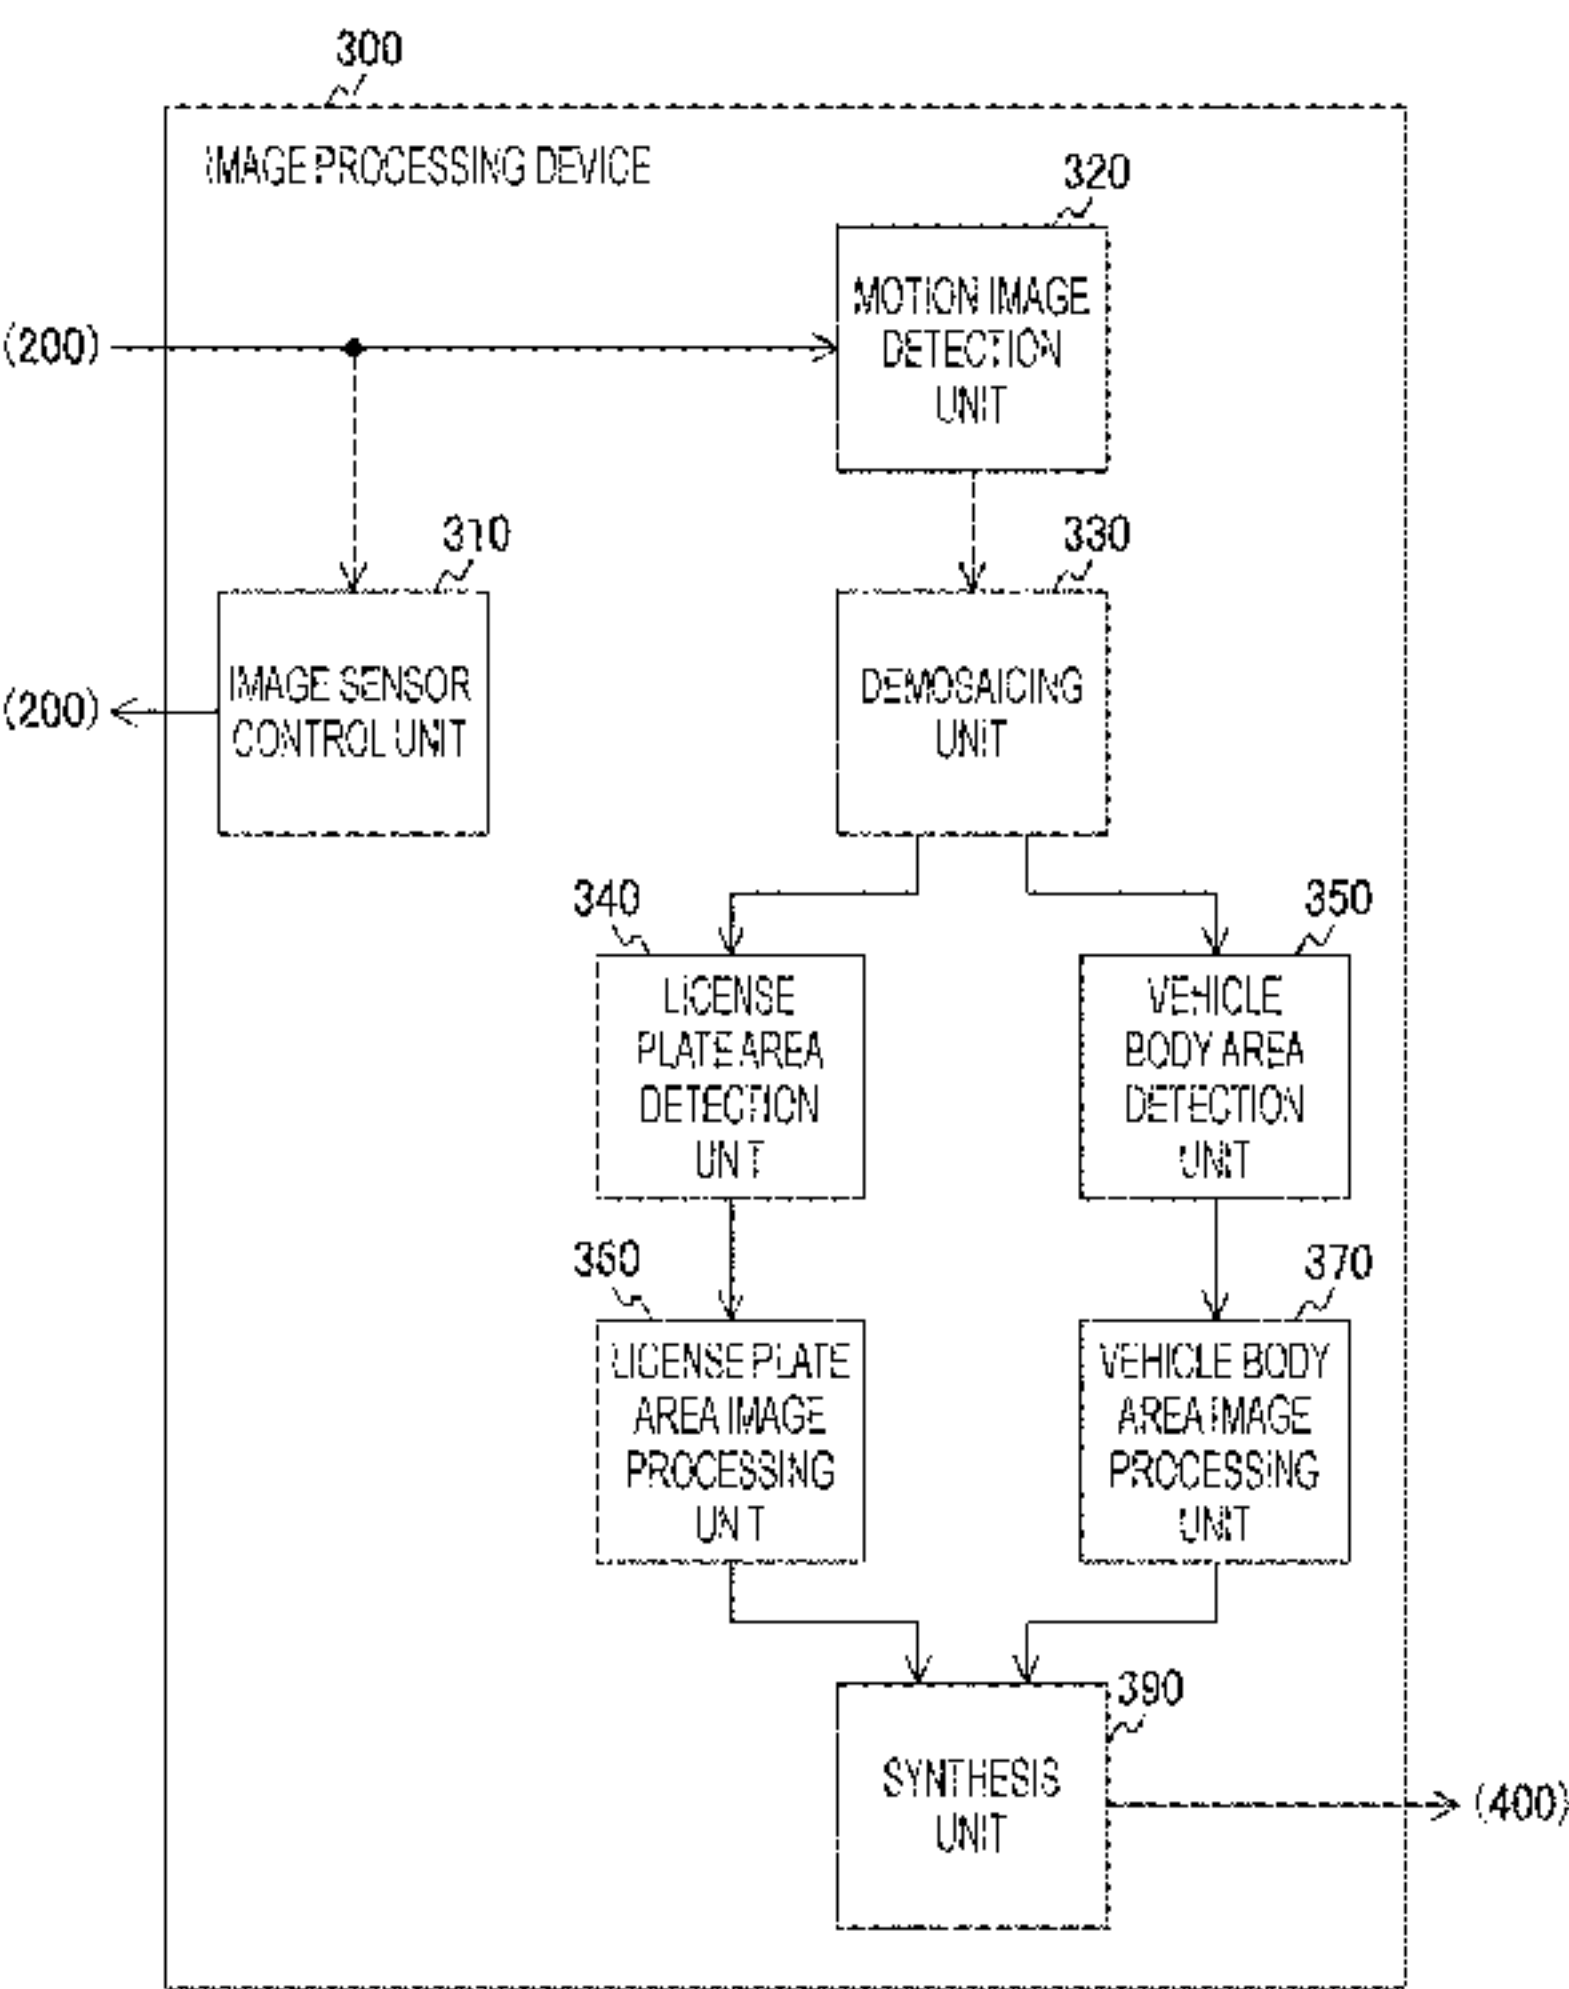 300
IMAGE PROCESSING DEVICE
320
MOTION IMAGE
DETECTION
UNIT
(200)
310
330
IMAGE SENSOR
CONTROL UNIT
(200)
DEMOSAICING
UNIT
340
350
LICENSE
PLATE AREA
DETECTION
UNIT
VEHICLE
BODY AREA
DETECTION
UNIT
360
370
LICENSE PLATE
AREA IMAGE
PROCESSING
UNIT
VEHICLE BODY
AREA IMAGE
PROCESSING
UNIT
390
SYNTHESIS
UNIT
(400)